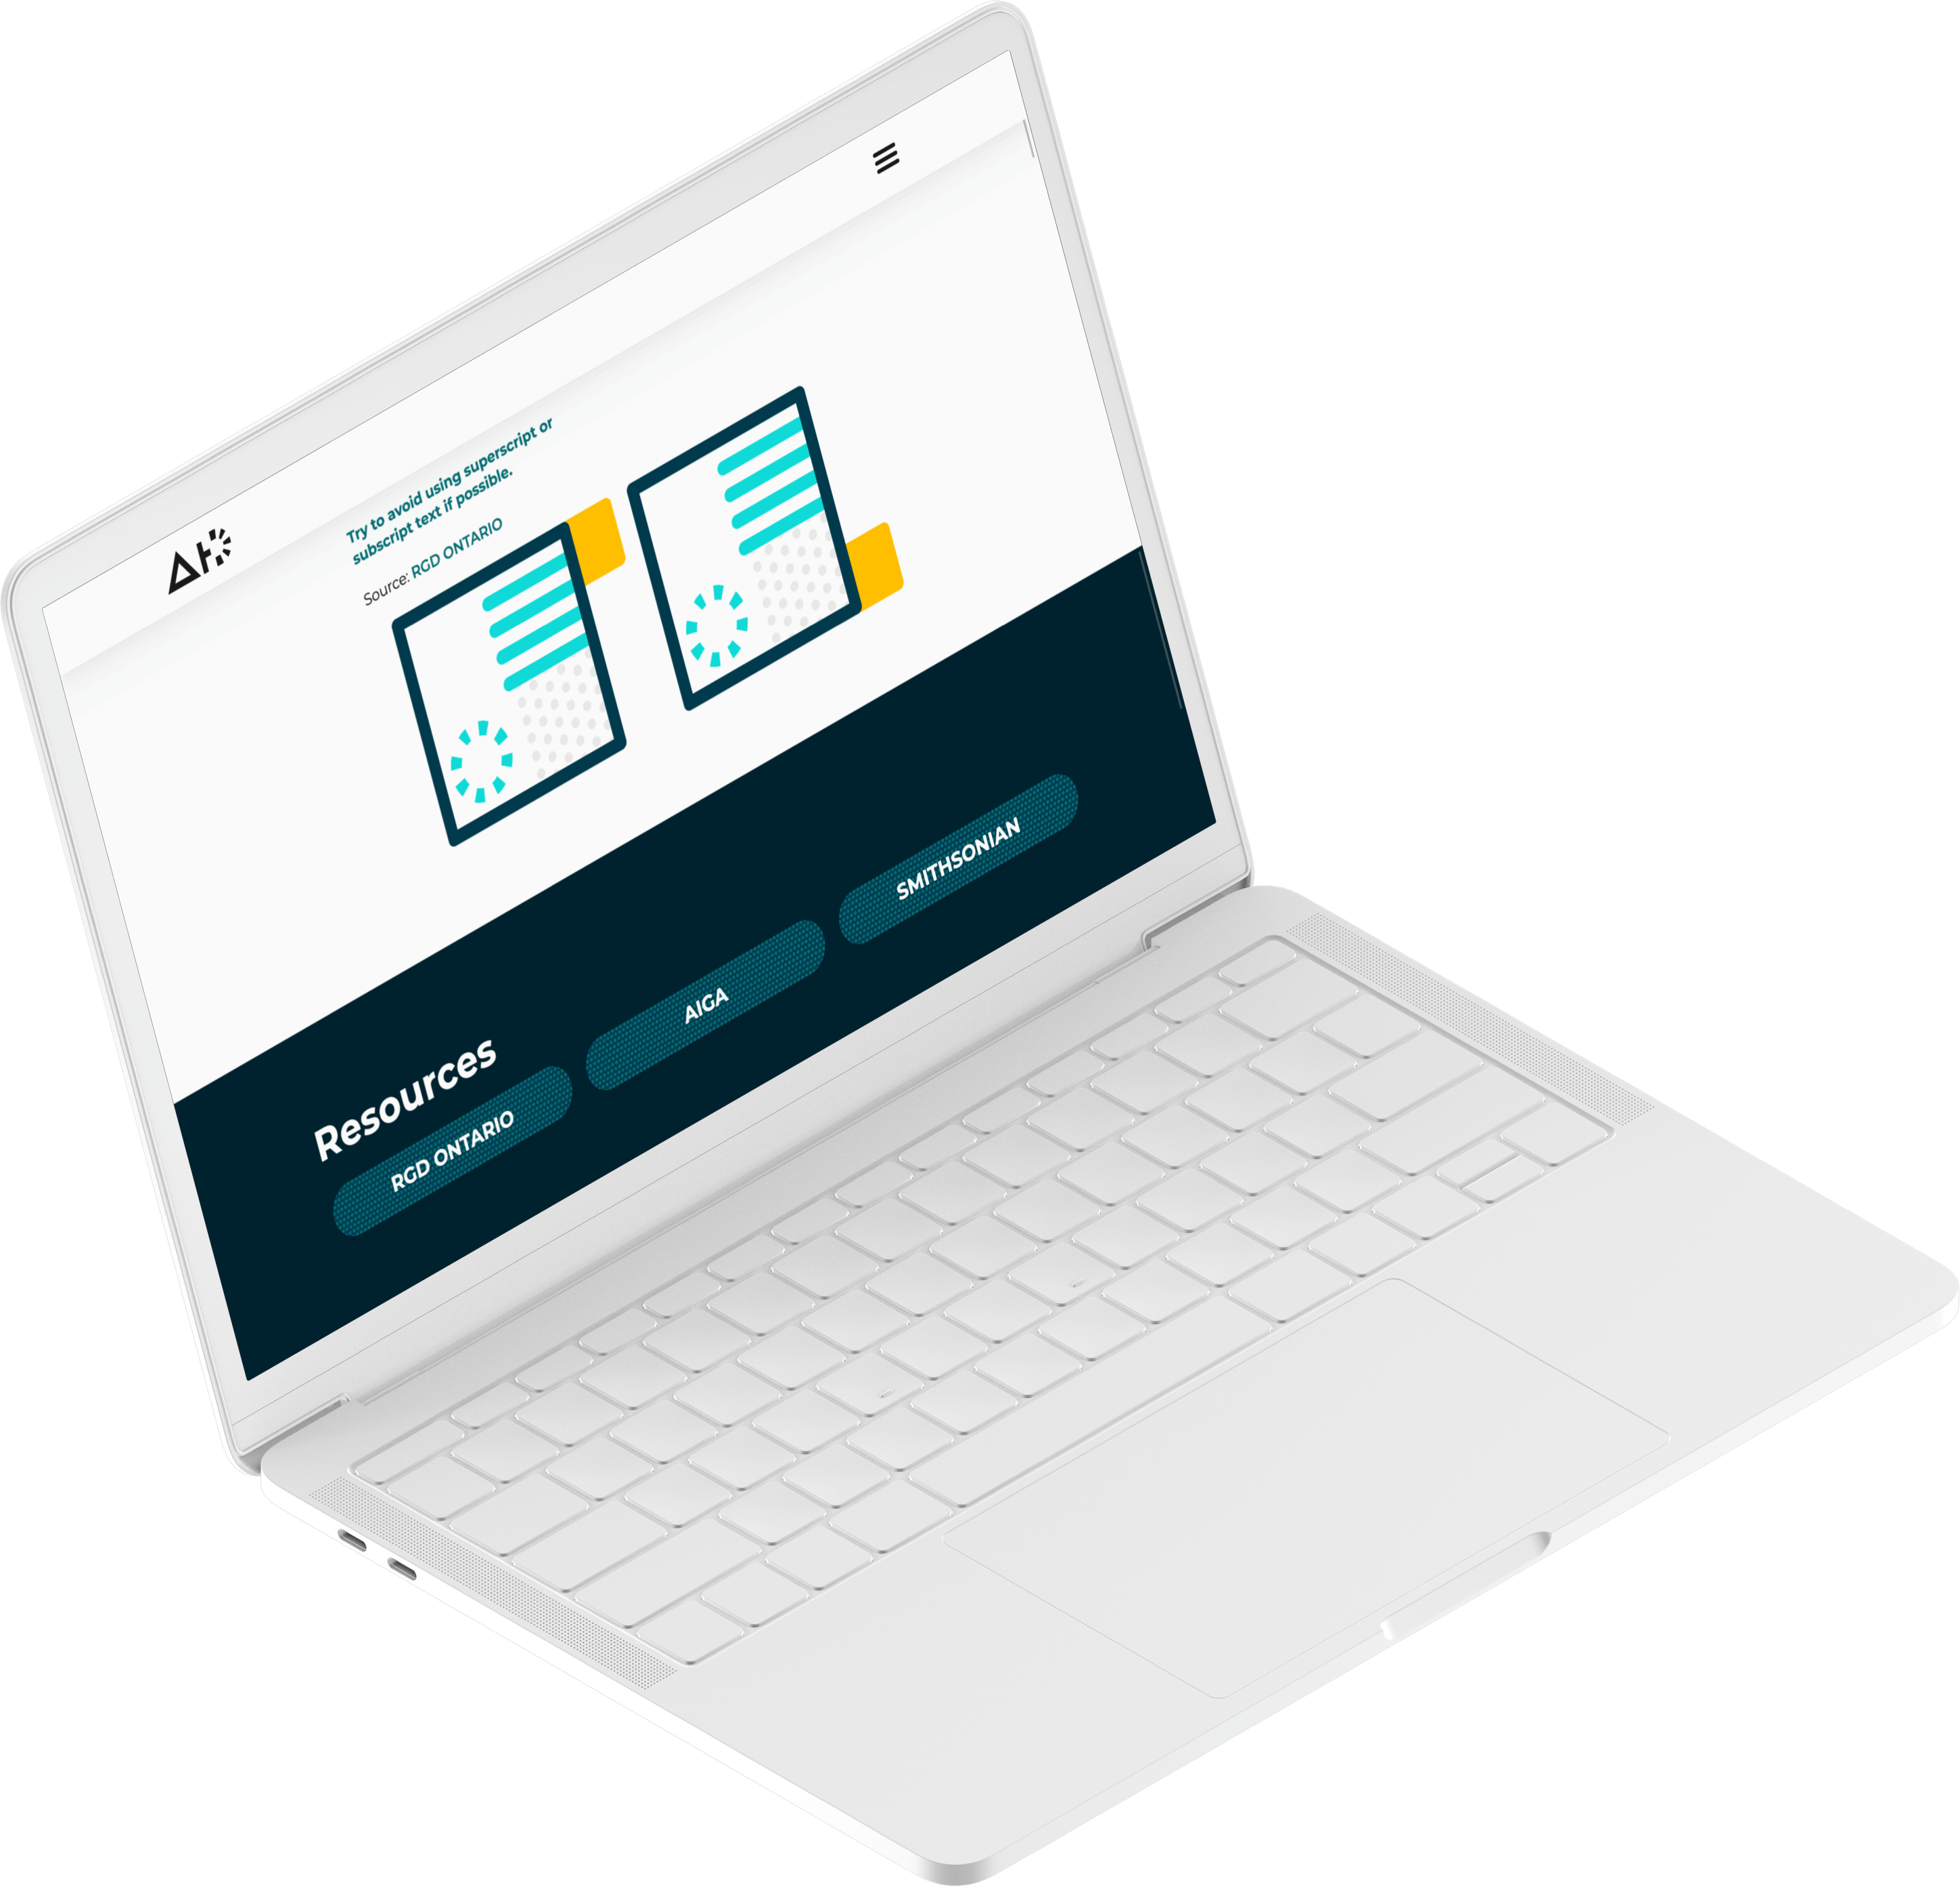 Try to avoid using superscript or
subscript text if possible.
Source: RGD ONTARIO
Resources
RGD ONTARIO
AIGA
SMITHSONIAN